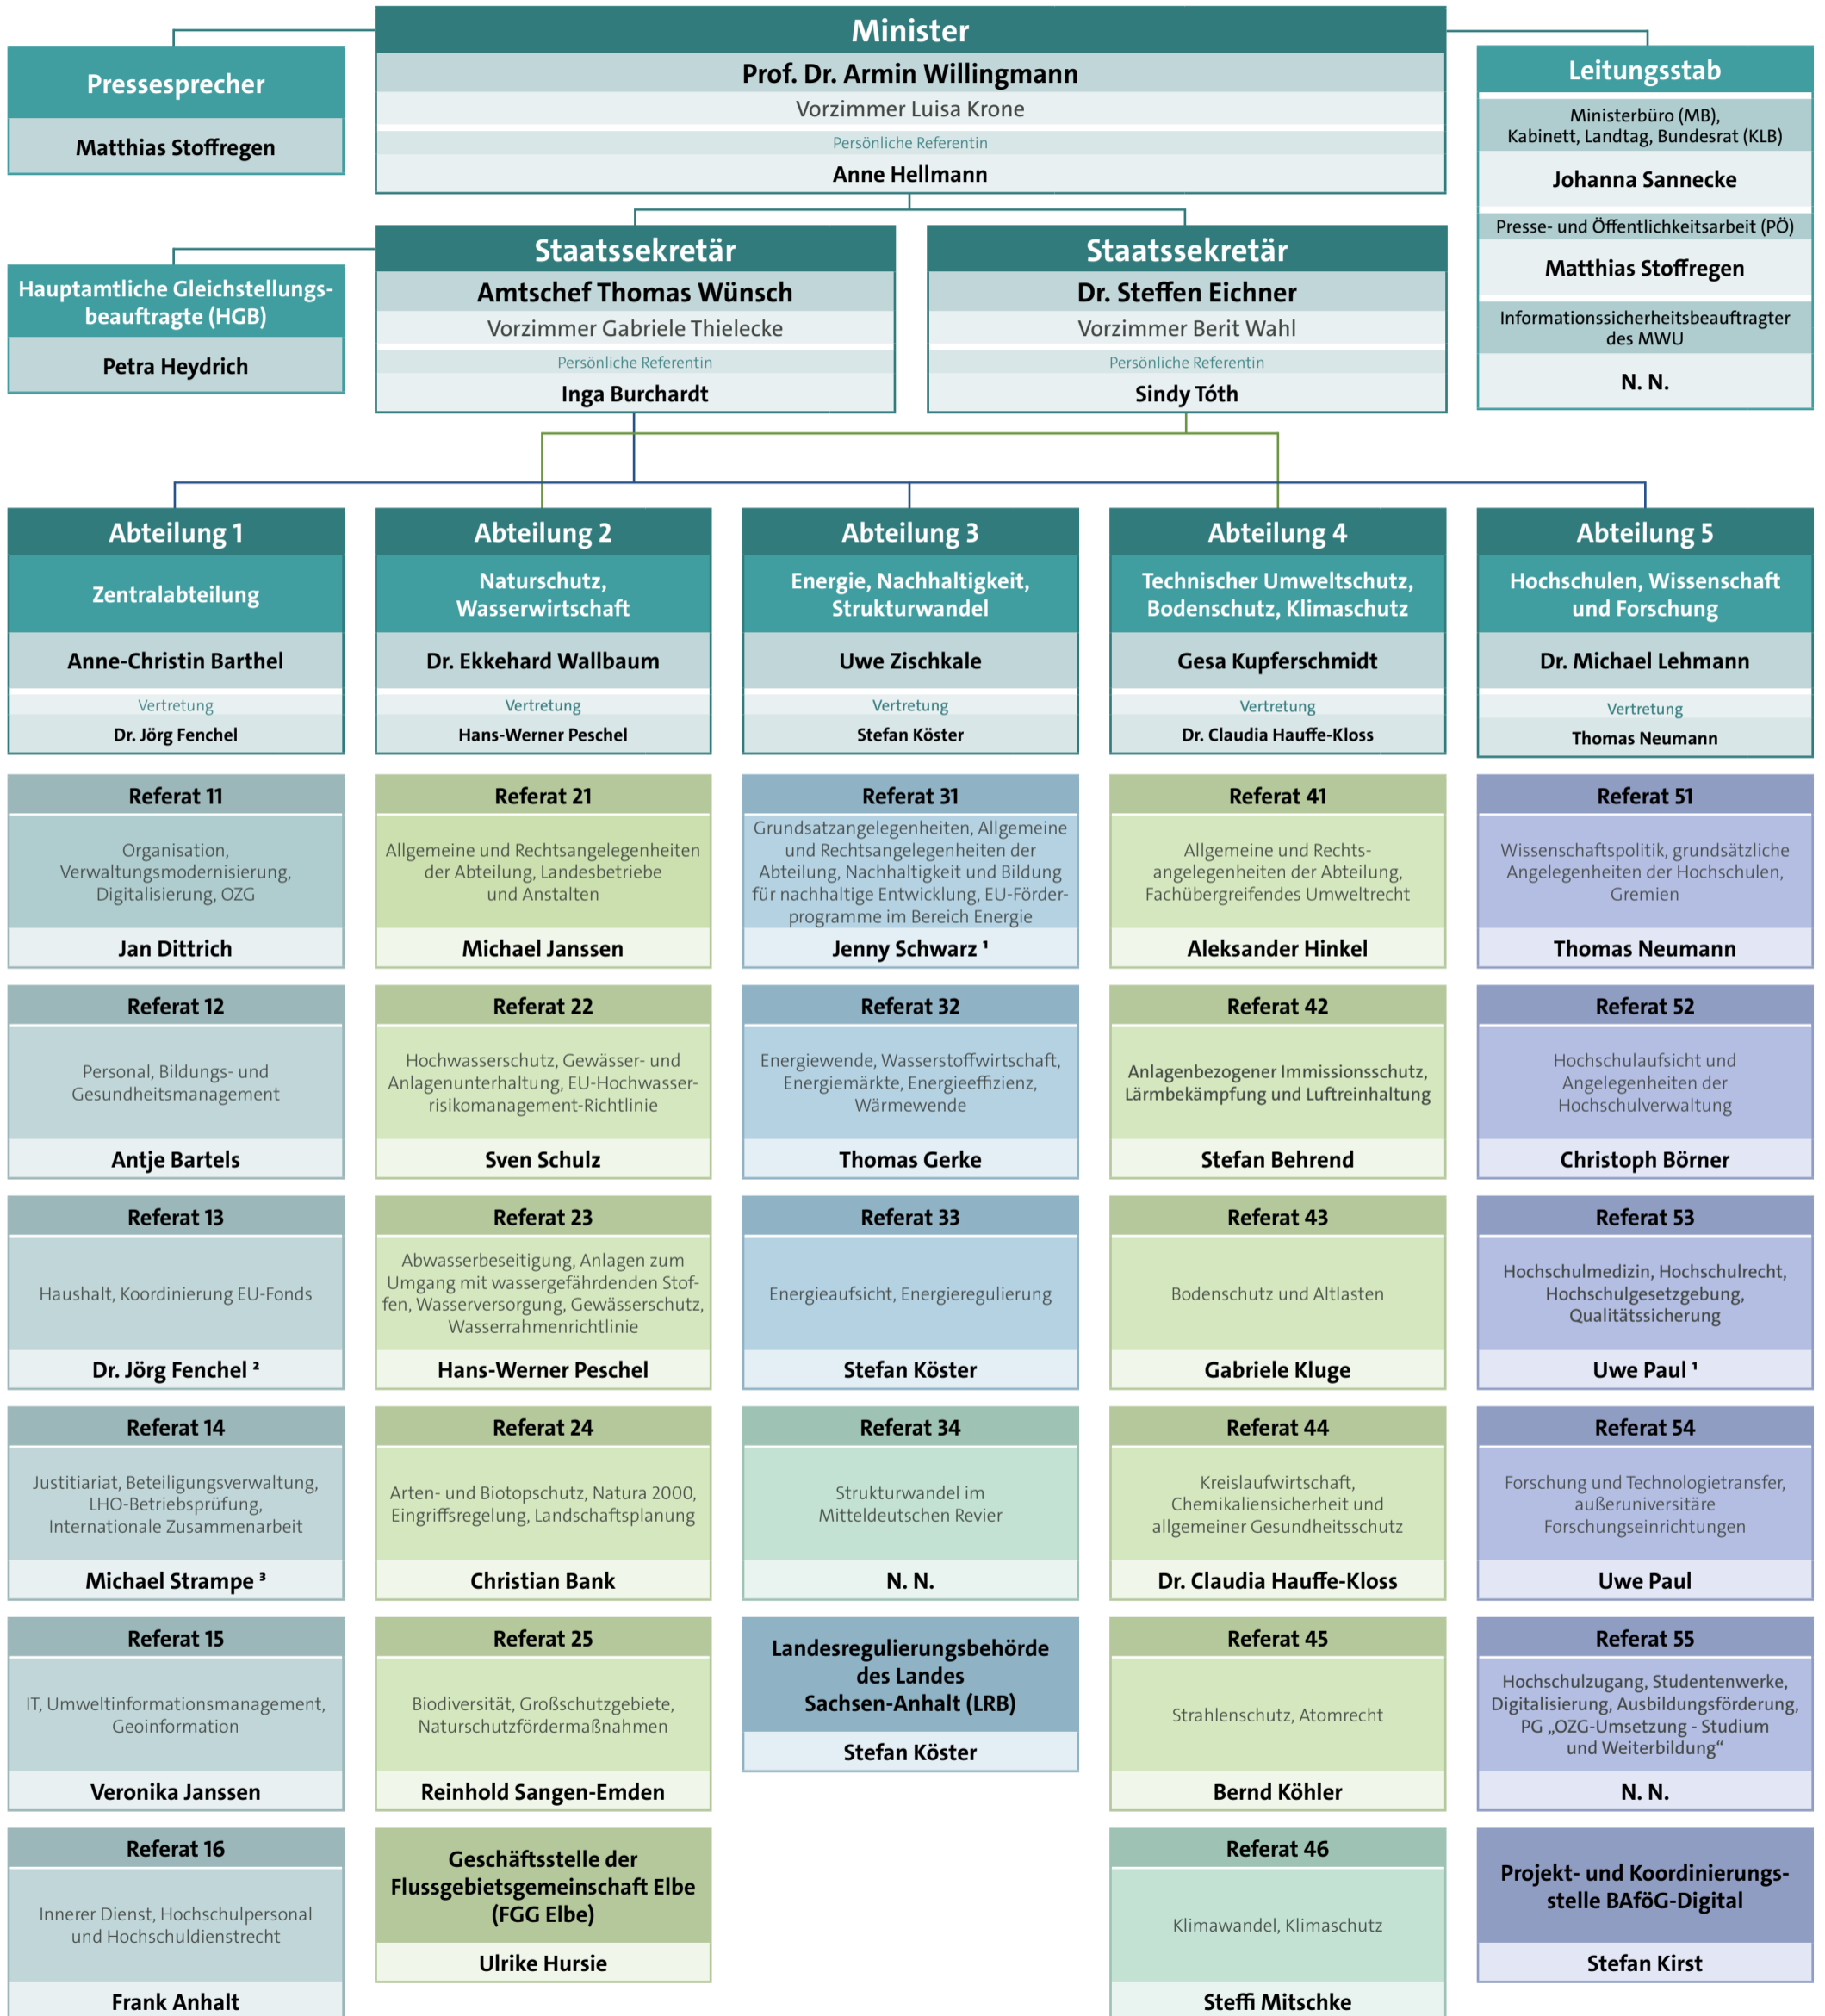 Minister
Prof. Dr. Armin Willingmann
Vorzimmer Luisa Krone
Persönliche Referentin
Anne Hellmann
Pressesprecher
Matthias Stoffregen
Leitungsstab
Ministerbüro (MB),
Kabinett, Landtag, Bundesrat (KLB)
Johanna Sannecke
Presse- und Öffentlichkeitsarbeit (PÖ)
Matthias Stoffregen
Informationssicherheitsbeauftragter
des MWU
N. N.
Hauptamtliche Gleichstellungs-
beauftragte (HGB)
Petra Heydrich
Staatssekretär
Amtschef Thomas Wünsch
Vorzimmer Gabriele Thielecke
Persönliche Referentin
Inga Burchardt
Staatssekretär
Dr. Steffen Eichner
Vorzimmer Berit Wahl
Persönliche Referentin
Sindy Tóth
Abteilung 1
Zentralabteilung
Anne-Christin Barthel
Vertretung
Dr. Jörg Fenchel
Referat 11
Organisation,
Verwaltungsmodernisierung,
Digitalisierung, OZG
Jan Dittrich
Referat 12
Personal, Bildungs- und
Gesundheitsmanagement
Antje Bartels
Referat 13
Haushalt, Koordinierung EU-Fonds
Dr. Jörg Fenchel ²
Referat 14
Justitiariat, Beteiligungsverwaltung,
LHO-Betriebsprüfung,
Internationale Zusammenarbeit
Michael Strampe ³
Referat 15
IT, Umweltinformationsmanagement,
Geoinformation
Veronika Janssen
Referat 16
Innerer Dienst, Hochschulpersonal
und Hochschuldienstrecht
Frank Anhalt
Abteilung 2
Naturschutz,
Wasserwirtschaft
Dr. Ekkehard Wallbaum
Vertretung
Hans-Werner Peschel
Referat 21
Allgemeine und Rechtsangelegenheiten
der Abteilung, Landesbetriebe
und Anstalten
Michael Janssen
Referat 22
Hochwasserschutz, Gewässer- und
Anlagenunterhaltung, EU-Hochwasser-
risikomanagement-Richtlinie
Sven Schulz
Referat 23
Abwasserbeseitigung, Anlagen zum
Umgang mit wassergefährdenden Stof-
fen, Wasserversorgung, Gewässerschutz,
Wasserrahmenrichtlinie
Hans-Werner Peschel
Referat 24
Arten- und Biotopschutz, Natura 2000,
Eingriffsregelung, Landschaftsplanung
Christian Bank
Referat 25
Biodiversität, Großschutzgebiete,
Naturschutzfördermaßnahmen
Reinhold Sangen-Emden
Geschäftsstelle der
Flussgebietsgemeinschaft Elbe
(FGG Elbe)
Ulrike Hursie
Abteilung 3
Energie, Nachhaltigkeit,
Strukturwandel
Uwe Zischkale
Vertretung
Stefan Köster
Referat 31
Grundsatzangelegenheiten, Allgemeine
und Rechtsangelegenheiten der
Abteilung, Nachhaltigkeit und Bildung
für nachhaltige Entwicklung, EU-Förder-
programme im Bereich Energie
Jenny Schwarz ¹
Referat 32
Energiewende, Wasserstoffwirtschaft,
Energiemärkte, Energieeffizienz,
Wärmewende
Thomas Gerke
Referat 33
Energieaufsicht, Energieregulierung
Stefan Köster
Referat 34
Strukturwandel im
Mitteldeutschen Revier
N. N.
Landesregulierungsbehörde
des Landes
Sachsen-Anhalt (LRB)
Stefan Köster
Abteilung 4
Technischer Umweltschutz,
Bodenschutz, Klimaschutz
Gesa Kupferschmidt
Vertretung
Dr. Claudia Hauffe-Kloss
Referat 41
Allgemeine und Rechts-
angelegenheiten der Abteilung,
Fachübergreifendes Umweltrecht
Aleksander Hinkel
Referat 42
Anlagenbezogener Immissionsschutz,
Lärmbekämpfung und Luftreinhaltung
Stefan Behrend
Referat 43
Bodenschutz und Altlasten
Gabriele Kluge
Referat 44
Kreislaufwirtschaft,
Chemikaliensicherheit und
allgemeiner Gesundheitsschutz
Dr. Claudia Hauffe-Kloss
Referat 45
Strahlenschutz, Atomrecht
Bernd Köhler
Referat 46
Klimawandel, Klimaschutz
Steffi Mitschke
Abteilung 5
Hochschulen, Wissenschaft
und Forschung
Dr. Michael Lehmann
Vertretung
Thomas Neumann
Referat 51
Wissenschaftspolitik, grundsätzliche
Angelegenheiten der Hochschulen,
Gremien
Thomas Neumann
Referat 52
Hochschulaufsicht und
Angelegenheiten der
Hochschulverwaltung
Christoph Börner
Referat 53
Hochschulmedizin, Hochschulrecht,
Hochschulgesetzgebung,
Qualitätssicherung
Uwe Paul ¹
Referat 54
Forschung und Technologietransfer,
außeruniversitäre
Forschungseinrichtungen
Uwe Paul
Referat 55
Hochschulzugang, Studentenwerke,
Digitalisierung, Ausbildungsförderung,
PG „OZG-Umsetzung - Studium
und Weiterbildung“
N. N.
Projekt- und Koordinierungs-
stelle BAföG-Digital
Stefan Kirst